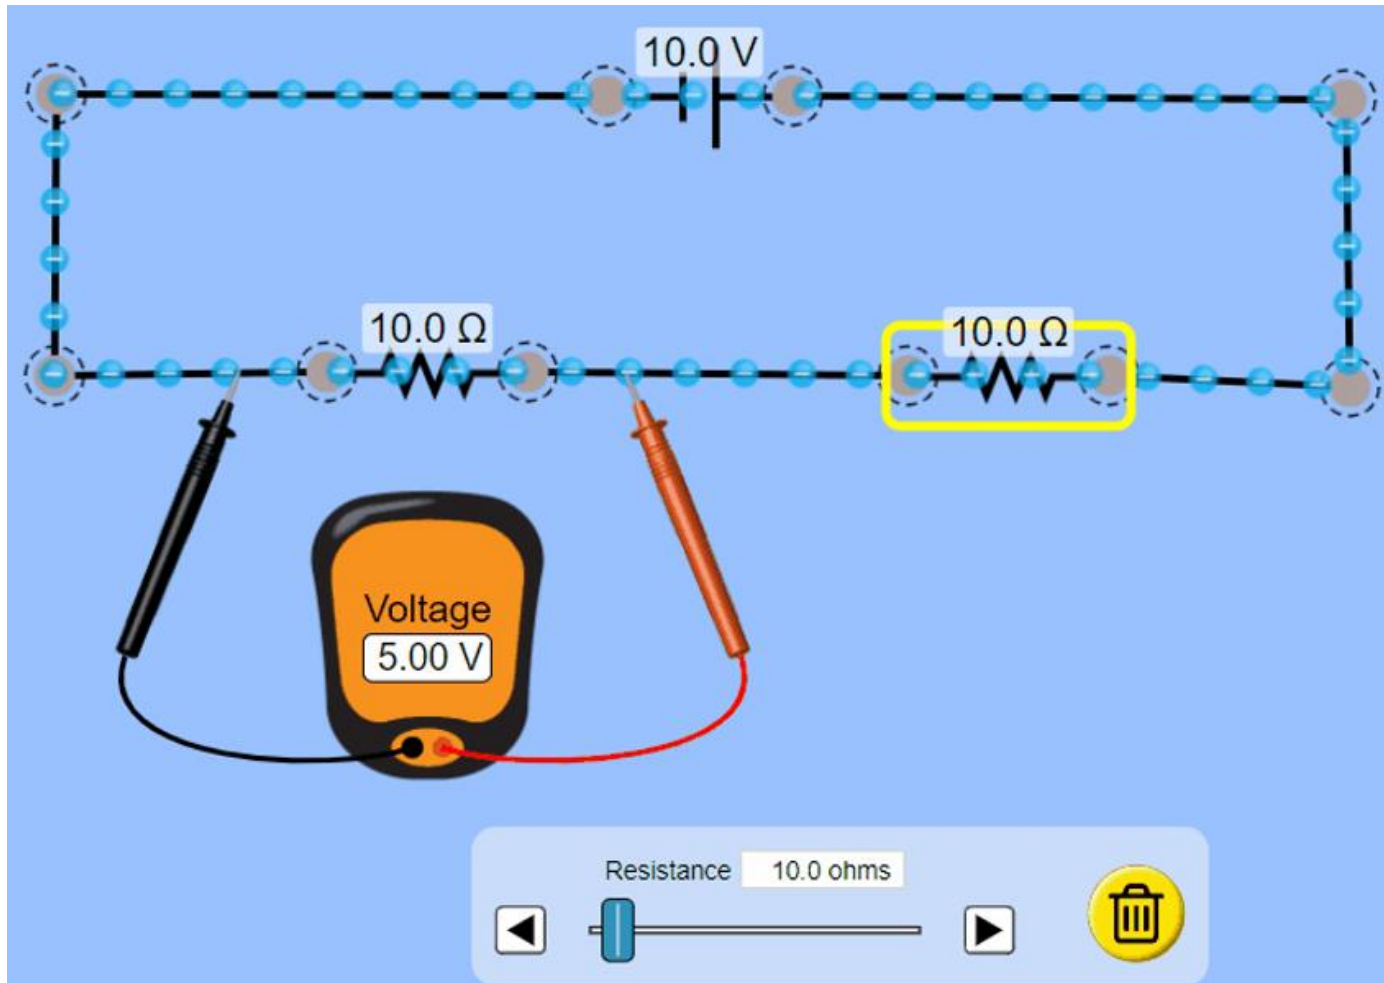 10.0 V
10.0 Ω
10.0 Ω
Voltage
5.00 V
Resistance 10.0 ohms